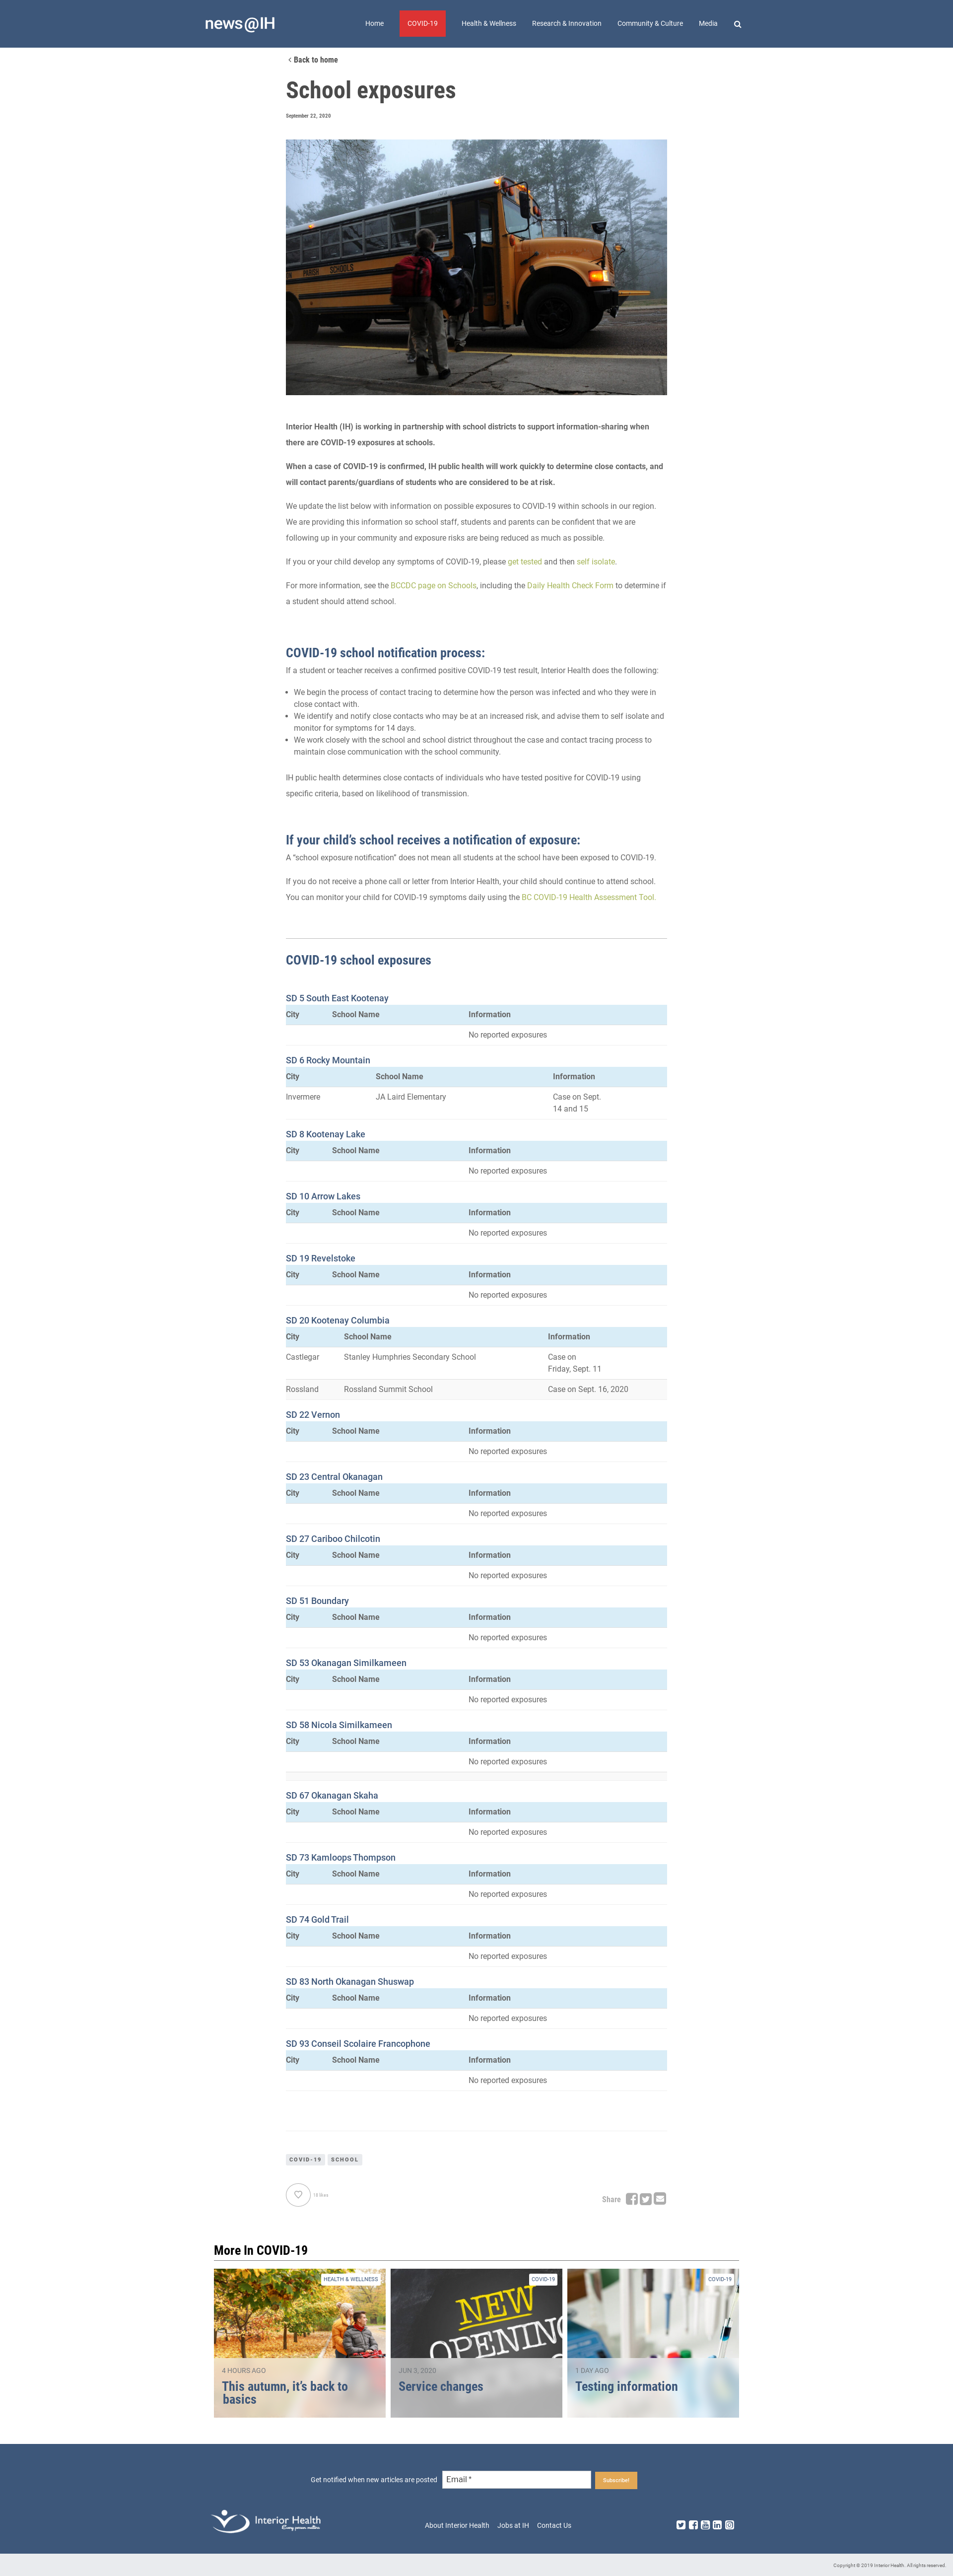 news@IH
Home
COVID-19
Health & Wellness
Research & Innovation
Community & Culture
Media
Back to home
School exposures
September 22, 2020
PARISH SCHOOLS
Interior Health (IH) is working in partnership with school districts to support information-sharing when
there are COVID-19 exposures at schools.
When a case of COVID-19 is confirmed, IH public health will work quickly to determine close contacts, and
will contact parents/guardians of students who are considered to be at risk.
We update the list below with information on possible exposures to COVID-19 within schools in our region.
We are providing this information so school staff, students and parents can be confident that we are
following up in your community and exposure risks are being reduced as much as possible.
If you or your child develop any symptoms of COVID-19, please get tested and then self isolate.
For more information, see the BCCDC page on Schools, including the Daily Health Check Form to determine if
a student should attend school.
COVID-19 school notification process:
If a student or teacher receives a confirmed positive COVID-19 test result, Interior Health does the following:
• We begin the process of contact tracing to determine how the person was infected and who they were in
close contact with.
• We identify and notify close contacts who may be at an increased risk, and advise them to self isolate and
monitor for symptoms for 14 days.
• We work closely with the school and school district throughout the case and contact tracing process to
maintain close communication with the school community.
IH public health determines close contacts of individuals who have tested positive for COVID-19 using
specific criteria, based on likelihood of transmission.
If your child’s school receives a notification of exposure:
A “school exposure notification” does not mean all students at the school have been exposed to COVID-19.
If you do not receive a phone call or letter from Interior Health, your child should continue to attend school.
You can monitor your child for COVID-19 symptoms daily using the BC COVID-19 Health Assessment Tool.
COVID-19 school exposures
SD 5 South East Kootenay
City School Name Information
No reported exposures
SD 6 Rocky Mountain
City School Name Information
Invermere JA Laird Elementary Case on Sept.
14 and 15
SD 8 Kootenay Lake
City School Name Information
No reported exposures
SD 10 Arrow Lakes
City School Name Information
No reported exposures
SD 19 Revelstoke
City School Name Information
No reported exposures
SD 20 Kootenay Columbia
City School Name Information
Castlegar Stanley Humphries Secondary School Case on
Friday, Sept. 11
Rossland Rossland Summit School Case on Sept. 16, 2020
SD 22 Vernon
City School Name Information
No reported exposures
SD 23 Central Okanagan
City School Name Information
No reported exposures
SD 27 Cariboo Chilcotin
City School Name Information
No reported exposures
SD 51 Boundary
City School Name Information
No reported exposures
SD 53 Okanagan Similkameen
City School Name Information
No reported exposures
SD 58 Nicola Similkameen
City School Name Information
No reported exposures
SD 67 Okanagan Skaha
City School Name Information
No reported exposures
SD 73 Kamloops Thompson
City School Name Information
No reported exposures
SD 74 Gold Trail
City School Name Information
No reported exposures
SD 83 North Okanagan Shuswap
City School Name Information
No reported exposures
SD 93 Conseil Scolaire Francophone
City School Name Information
No reported exposures
COVID-19 SCHOOL
likes
Share
More In COVID-19
HEALTH & WELLNESS
4 HOURS AGO
This autumn, it’s back to
basics
COVID-19
NEW
OPENING
JUN 3, 2020
Service changes
COVID-19
1 DAY AGO
Testing information
Get notified when new articles are posted
Email *
Subscribe!
Interior Health
Every person matters
About Interior Health Jobs at IH Contact Us
Copyright © 2019 Interior Health. All rights reserved.